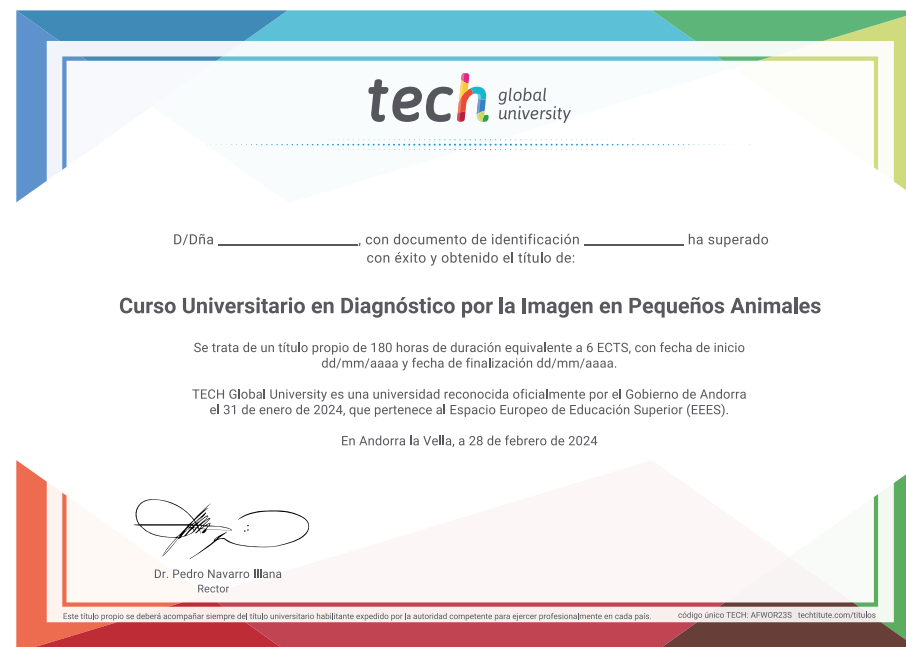 tech global university
D/Dña ______________, con documento de identificación __________ ha superado
con éxito y obtenido el título de:
Curso Universitario en Diagnóstico por la Imagen en Pequeños Animales
Se trata de un título propio de 180 horas de duración equivalente a 6 ECTS, con fecha de inicio
dd/mm/aaaa y fecha de finalización dd/mm/aaaa.
TECH Global University es una universidad reconocida oficialmente por el Gobierno de Andorra
el 31 de enero de 2024, que pertenece al Espacio Europeo de Educación Superior (EEES).
En Andorra la Vella, a 28 de febrero de 2024
Dr. Pedro Navarro Illana
Rector
Este título propio se deberá acompañar siempre del título universitario habilitante expedido por la autoridad competente para ejercer profesionalmente en cada país.
código único TECH: AFWOR23S techtitute.com/titulos